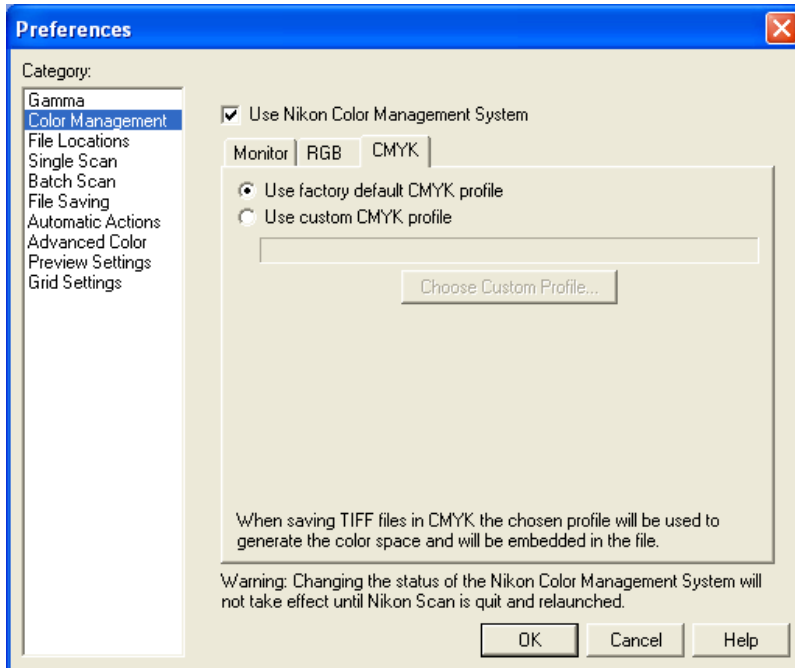 Preferences
Category:
Gamma
Color Management
File Locations
Single Scan
Batch Scan
File Saving
Automatic Actions
Advanced Color
Preview Settings
Grid Settings
Use Nikon Color Management System
Monitor RGB CMYK
Use factory default CMYK profile
Use custom CMYK profile
Choose Custom Profile...
When saving TIFF files in CMYK the chosen profile will be used to
generate the color space and will be embedded in the file.
Warning: Changing the status of the Nikon Color Management System will
not take effect until Nikon Scan is quit and relaunched.
OK Cancel Help